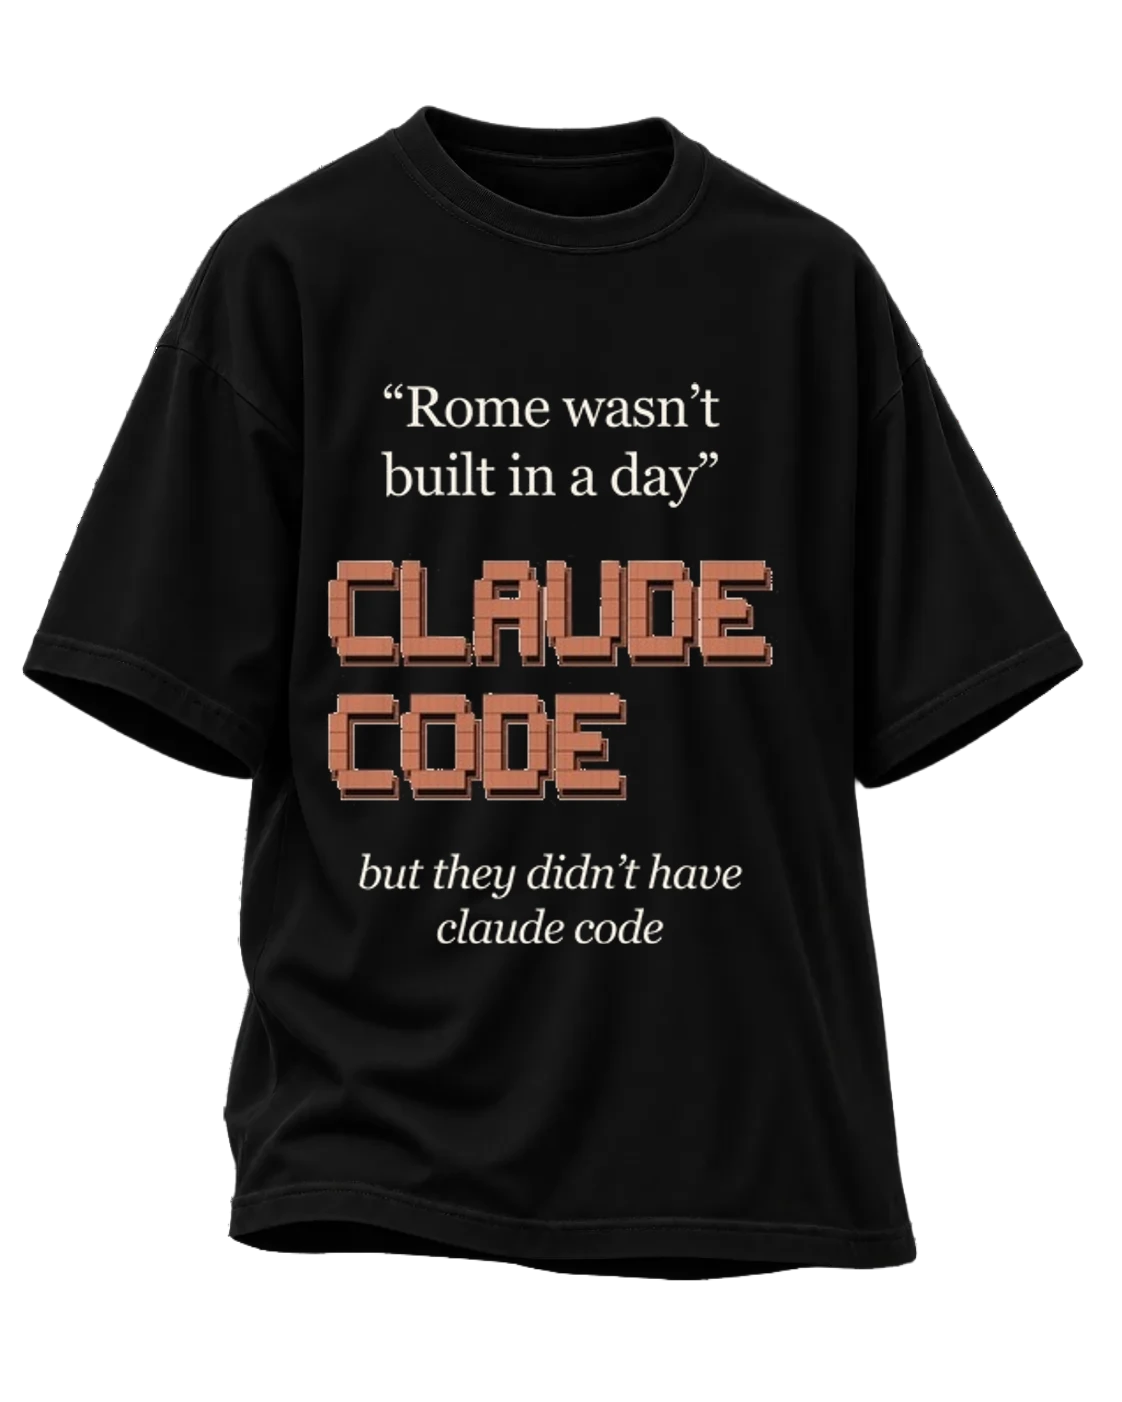 “Rome wasn’t
built in a day”
CLAUDE
CODE
but they didn’t have
claude code